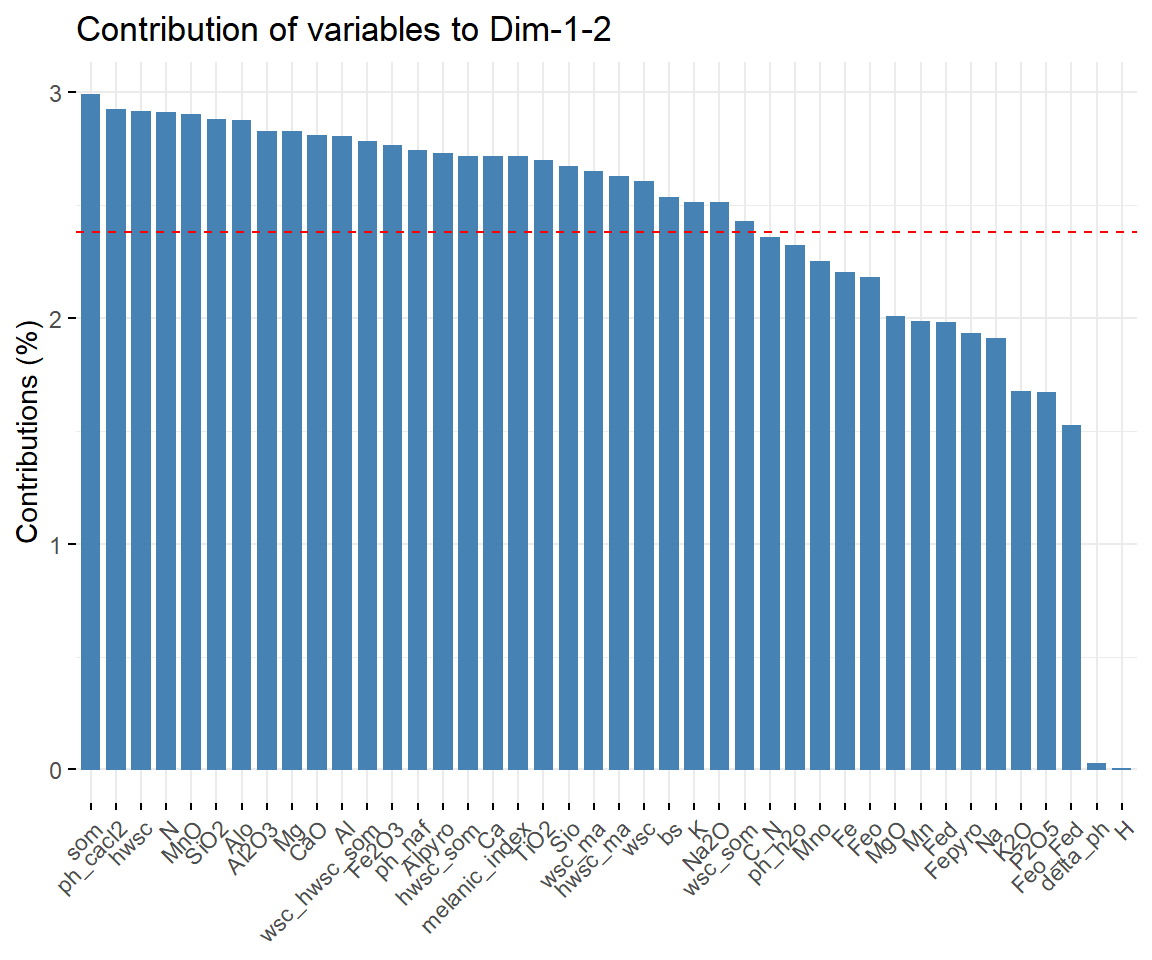 Contribution of variables to Dim-1-2
Contributions (%)
3
2
1
0
som
ph_cacl2
hwsc
N
MnO
SiO2
Alo
Al2O3
Mg
CaO
Al
wsc_hwsc_som
Fe2O3
ph_naf
Alpyro
hwsc_som
Ca
melanic_index
TiO2
Sio
wsc_ma
hwsc_ma
wsc
bs
K
Na2O
wsc_som
C_N
ph_h2o
Mno
Fe
Feo
MgO
Mn
Fed
Fepyro
Na
K2O
P2O5
Feo_Fed
delta_ph
H